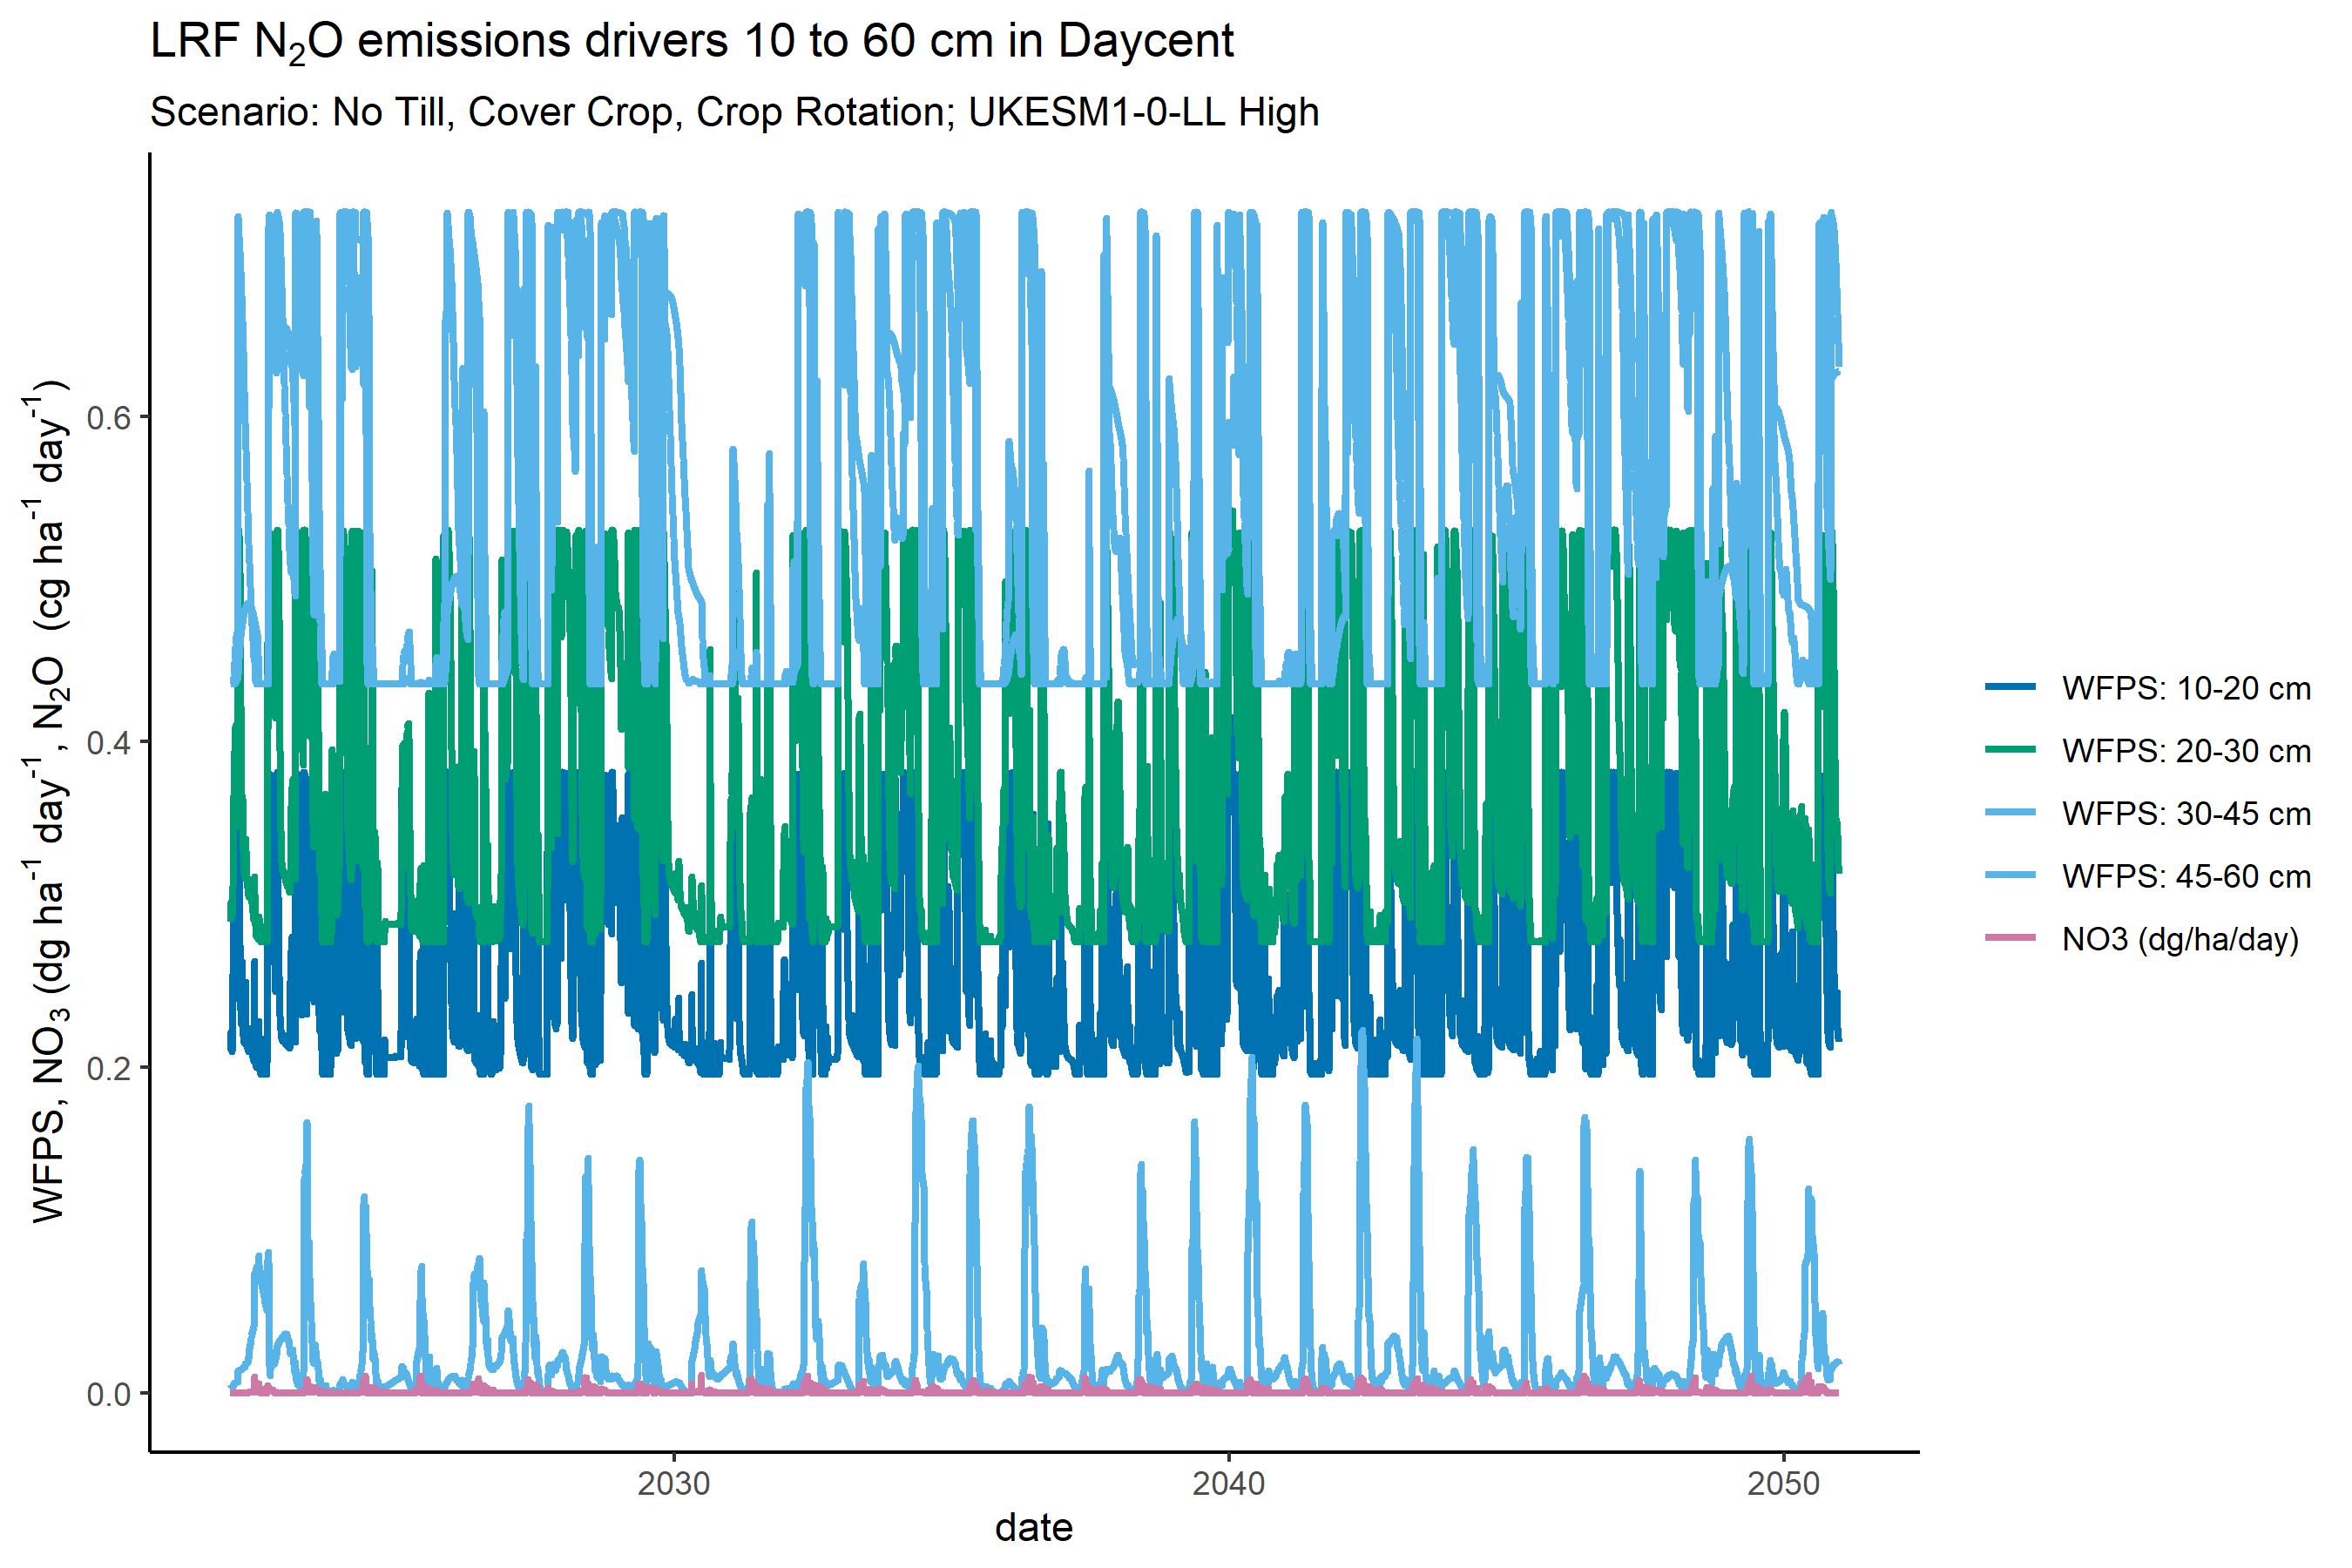 LRF N₂O emissions drivers 10 to 60 cm in Daycent
Scenario: No Till, Cover Crop, Crop Rotation; UKESM1-0-LL High
WFPS, NO₃ (dg ha⁻¹ day⁻¹, N₂O (cg ha⁻¹ day⁻¹)
0.6
0.4
0.2
0.0
2030
2040
2050
date
WFPS: 10-20 cm
WFPS: 20-30 cm
WFPS: 30-45 cm
WFPS: 45-60 cm
NO3 (dg/ha/day)